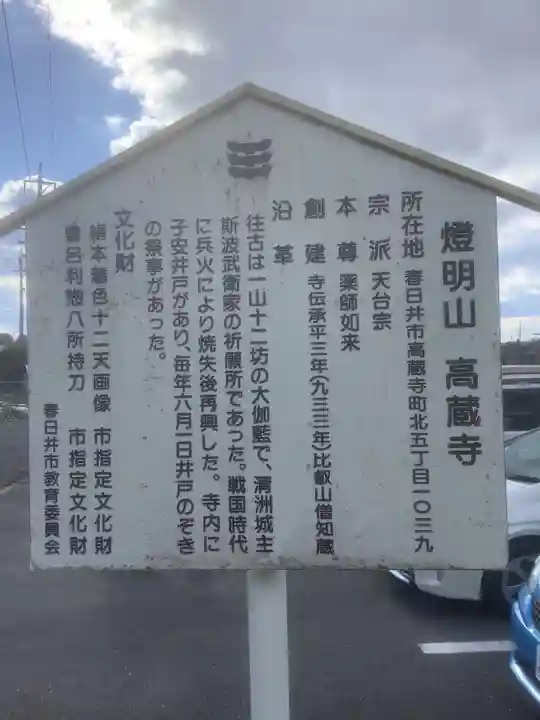 燈明山 高蔵寺
所在地 春日井市高蔵寺町北五丁目一〇三九
宗派 天台宗
本尊 薬師如来
創建 寺伝承平三年(九三三年)比叡山僧知蔵
沿革
往古は一山十二坊の大伽藍で、清洲城主
斯波武衛家の祈願所であった。戦国時代
に兵火により焼失後再興した。寺内に
子安井戸があり、毎年六月一日井戸のぞき
の祭事があった。
文化財
絹本着色十二天画像 市指定文化財
曽呂利鞘八所持刀 市指定文化財
春日井市教育委員会